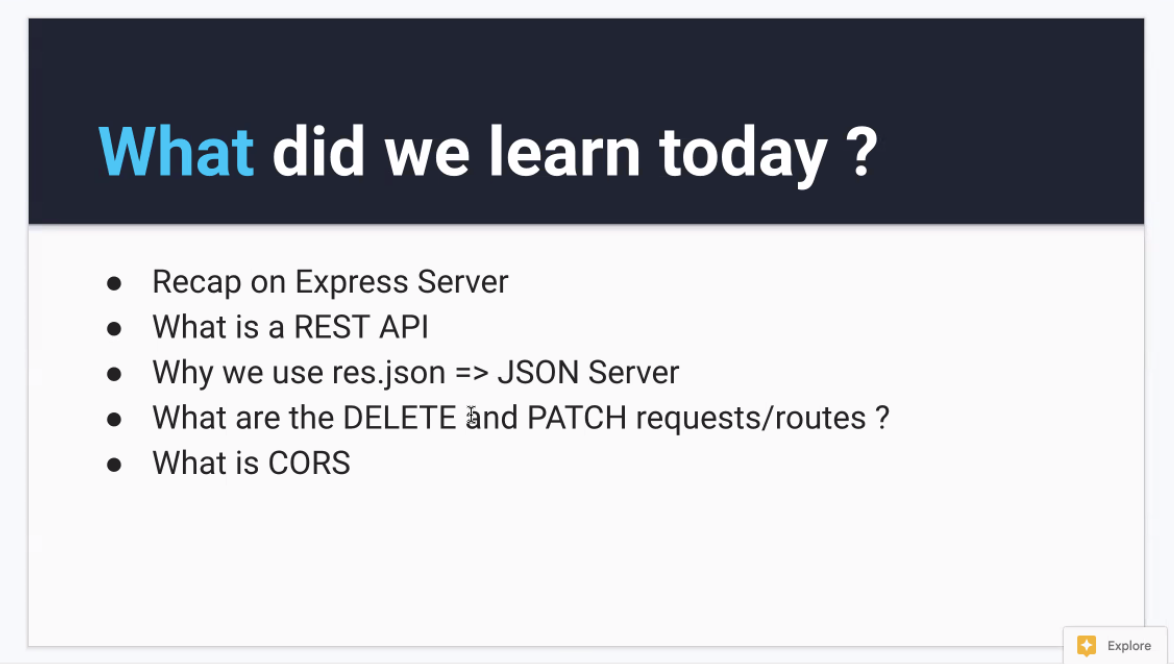 What did we learn today ?
● Recap on Express Server
● What is a REST API
● Why we use res.json => JSON Server
● What are the DELETE and PATCH requests/routes ?
● What is CORS
Explore